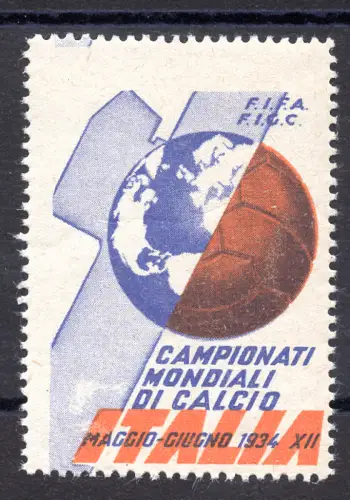 F.I.F.A.
F.I.G.C.
CAMPIONATI
MONDIALI
DI CALCIO
ITALIA
MAGGIO-GIUGNO 1934 XII